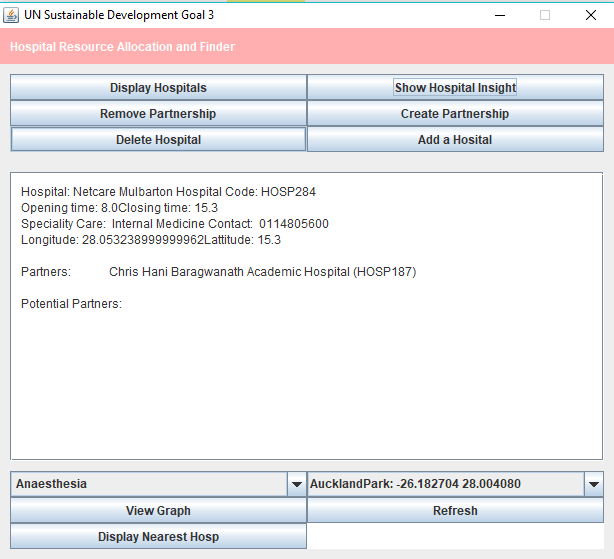 UN Sustainable Development Goal 3
Hospital Resource Allocation and Finder
Display Hospitals
Show Hospital Insight
Remove Partnership
Create Partnership
Delete Hospital
Add a Hosital
Hospital: Netcare Mulbarton Hospital Code: HOSP284
Opening time: 8.0Closing time: 15.3
Speciality Care:  Internal Medicine Contact:  0114805600
Longitude: 28.053238999999962Lattitude: 15.3
Partners: Chris Hani Baragwanath Academic Hospital (HOSP187)
Potential Partners:
Anaesthesia
AucklandPark: -26.182704 28.004080
View Graph
Refresh
Display Nearest Hosp